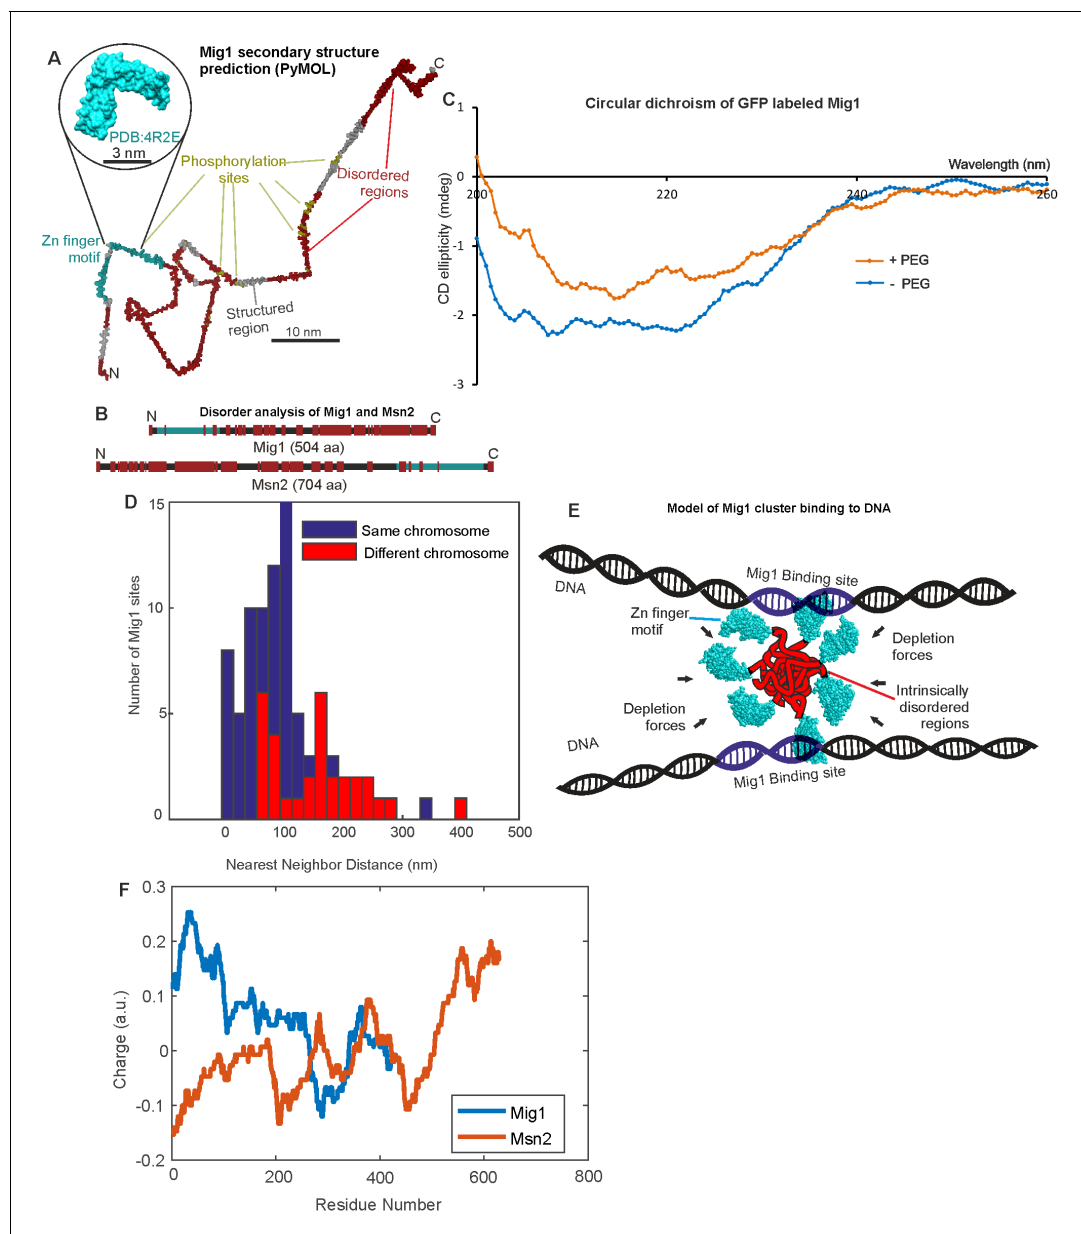 A
Mig1 secondary structure
prediction (PyMOL)
C
PDB:4R2E
3 nm
Phosphorylation
sites
Disordered
regions
Zn finger
motif
Structured
region
10 nm
N
C
Circular dichroism of GFP labeled Mig1
1
0
-1
-2
-3
CD ellipticity (mdeg)
Wavelength (nm)
200
220
240
260
+ PEG
- PEG
B
Disorder analysis of Mig1 and Msn2
N
C
Mig1 (504 aa)
N
C
Msn2 (704 aa)
D
15
10
5
0
Number of Mig1 sites
Same chromosome
Different chromosome
0
100
200
300
400
500
Nearest Neighbor Distance (nm)
E
Model of Mig1 cluster binding to DNA
DNA
Mig1 Binding site
Zn finger
motif
Depletion
forces
Depletion
forces
Intrinsically
disordered
regions
DNA
Mig1 Binding site
F
0.3
0.2
0.1
0
-0.1
-0.2
Charge (a.u.)
Mig1
Msn2
0
200
400
600
800
Residue Number